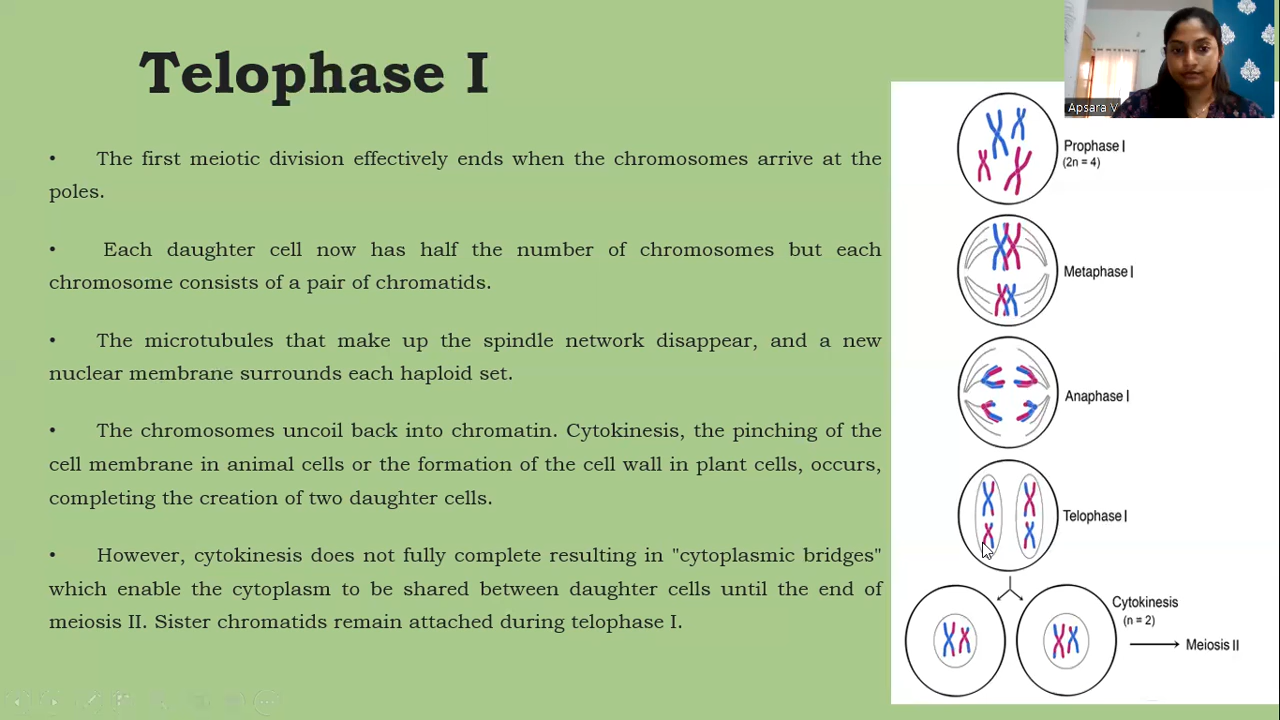 Telophase I
• The first meiotic division effectively ends when the chromosomes arrive at the
poles.
• Each daughter cell now has half the number of chromosomes but each
chromosome consists of a pair of chromatids.
• The microtubules that make up the spindle network disappear, and a new
nuclear membrane surrounds each haploid set.
• The chromosomes uncoil back into chromatin. Cytokinesis, the pinching of the
cell membrane in animal cells or the formation of the cell wall in plant cells, occurs,
completing the creation of two daughter cells.
• However, cytokinesis does not fully complete resulting in "cytoplasmic bridges"
which enable the cytoplasm to be shared between daughter cells until the end of
meiosis II. Sister chromatids remain attached during telophase I.
Apsara V
Prophase I
(2n = 4)
Metaphase I
Anaphase I
Telophase I
Cytokinesis
(n = 2)
Meiosis II